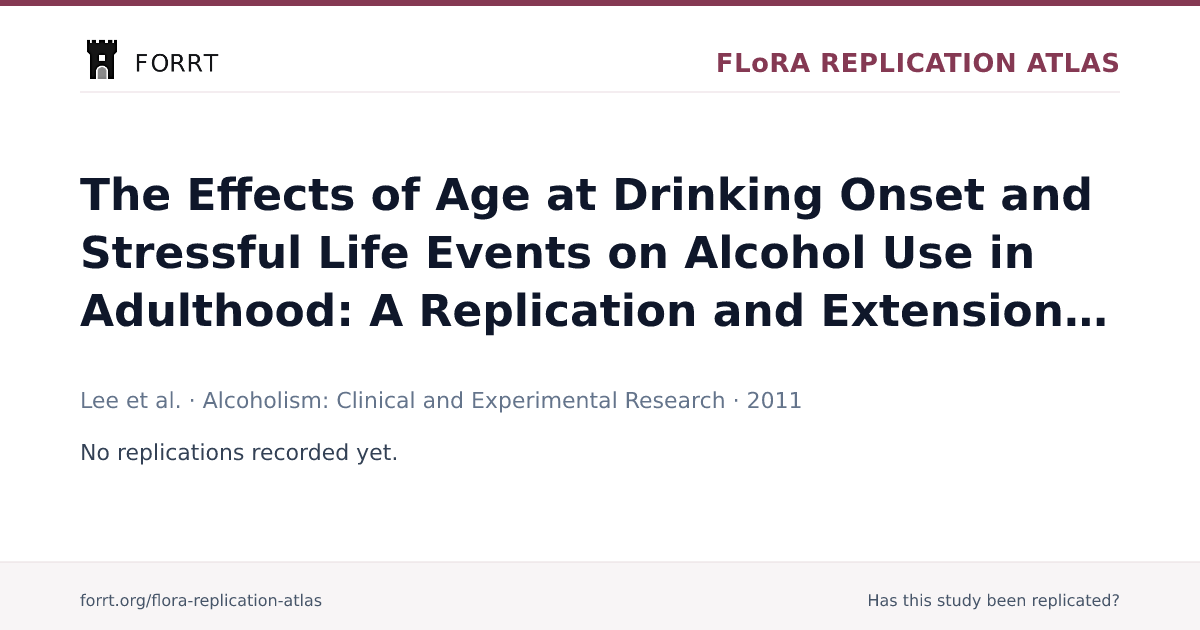 FORRT
FLoRA REPLICATION ATLAS
The Effects of Age at Drinking Onset and
Stressful Life Events on Alcohol Use in
Adulthood: A Replication and Extension…
Lee et al. · Alcoholism: Clinical and Experimental Research · 2011
No replications recorded yet.
forrt.org/flora-replication-atlas
Has this study been replicated?